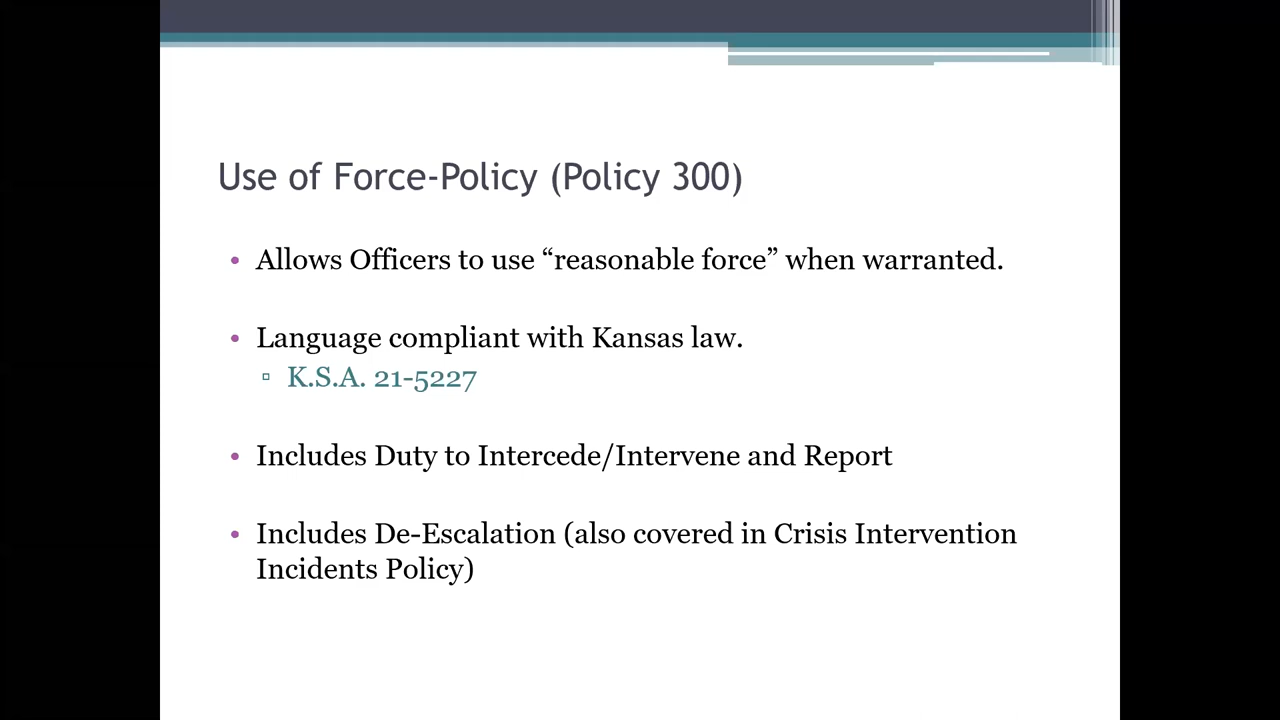 Use of Force-Policy (Policy 300)
• Allows Officers to use “reasonable force” when warranted.
• Language compliant with Kansas law.
▫ K.S.A. 21-5227
• Includes Duty to Intercede/Intervene and Report
• Includes De-Escalation (also covered in Crisis Intervention
Incidents Policy)